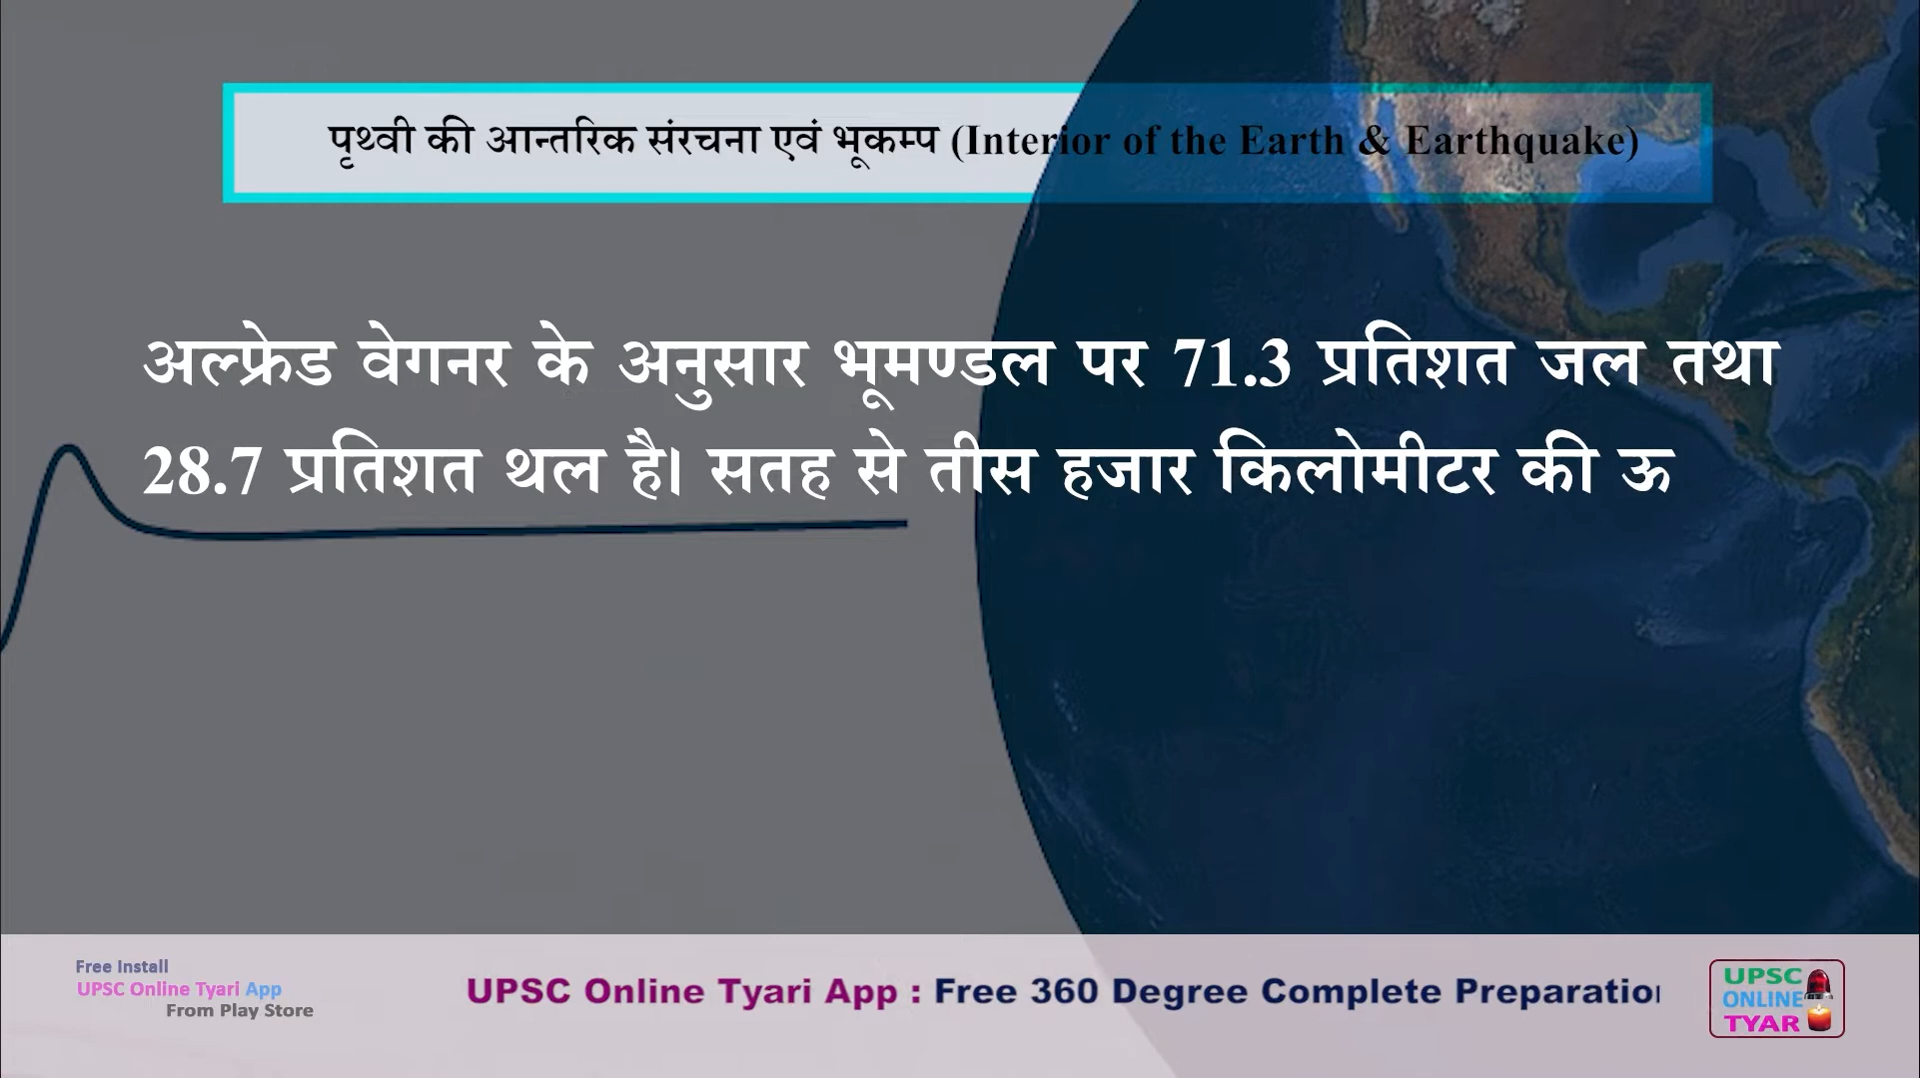 पृथ्वी की आन्तरिक संरचना एवं भूकम्प (Interior of the Earth & Earthquake)
अल्फ्रेड वेगनर के अनुसार भूमण्डल पर 71.3 प्रतिशत जल तथा
28.7 प्रतिशत थल है। सतह से तीस हजार किलोमीटर की ऊ
Free Install
UPSC Online Tyari App
From Play Store
UPSC Online Tyari App : Free 360 Degree Complete Preparatio
UPSC
ONLINE
TYAR